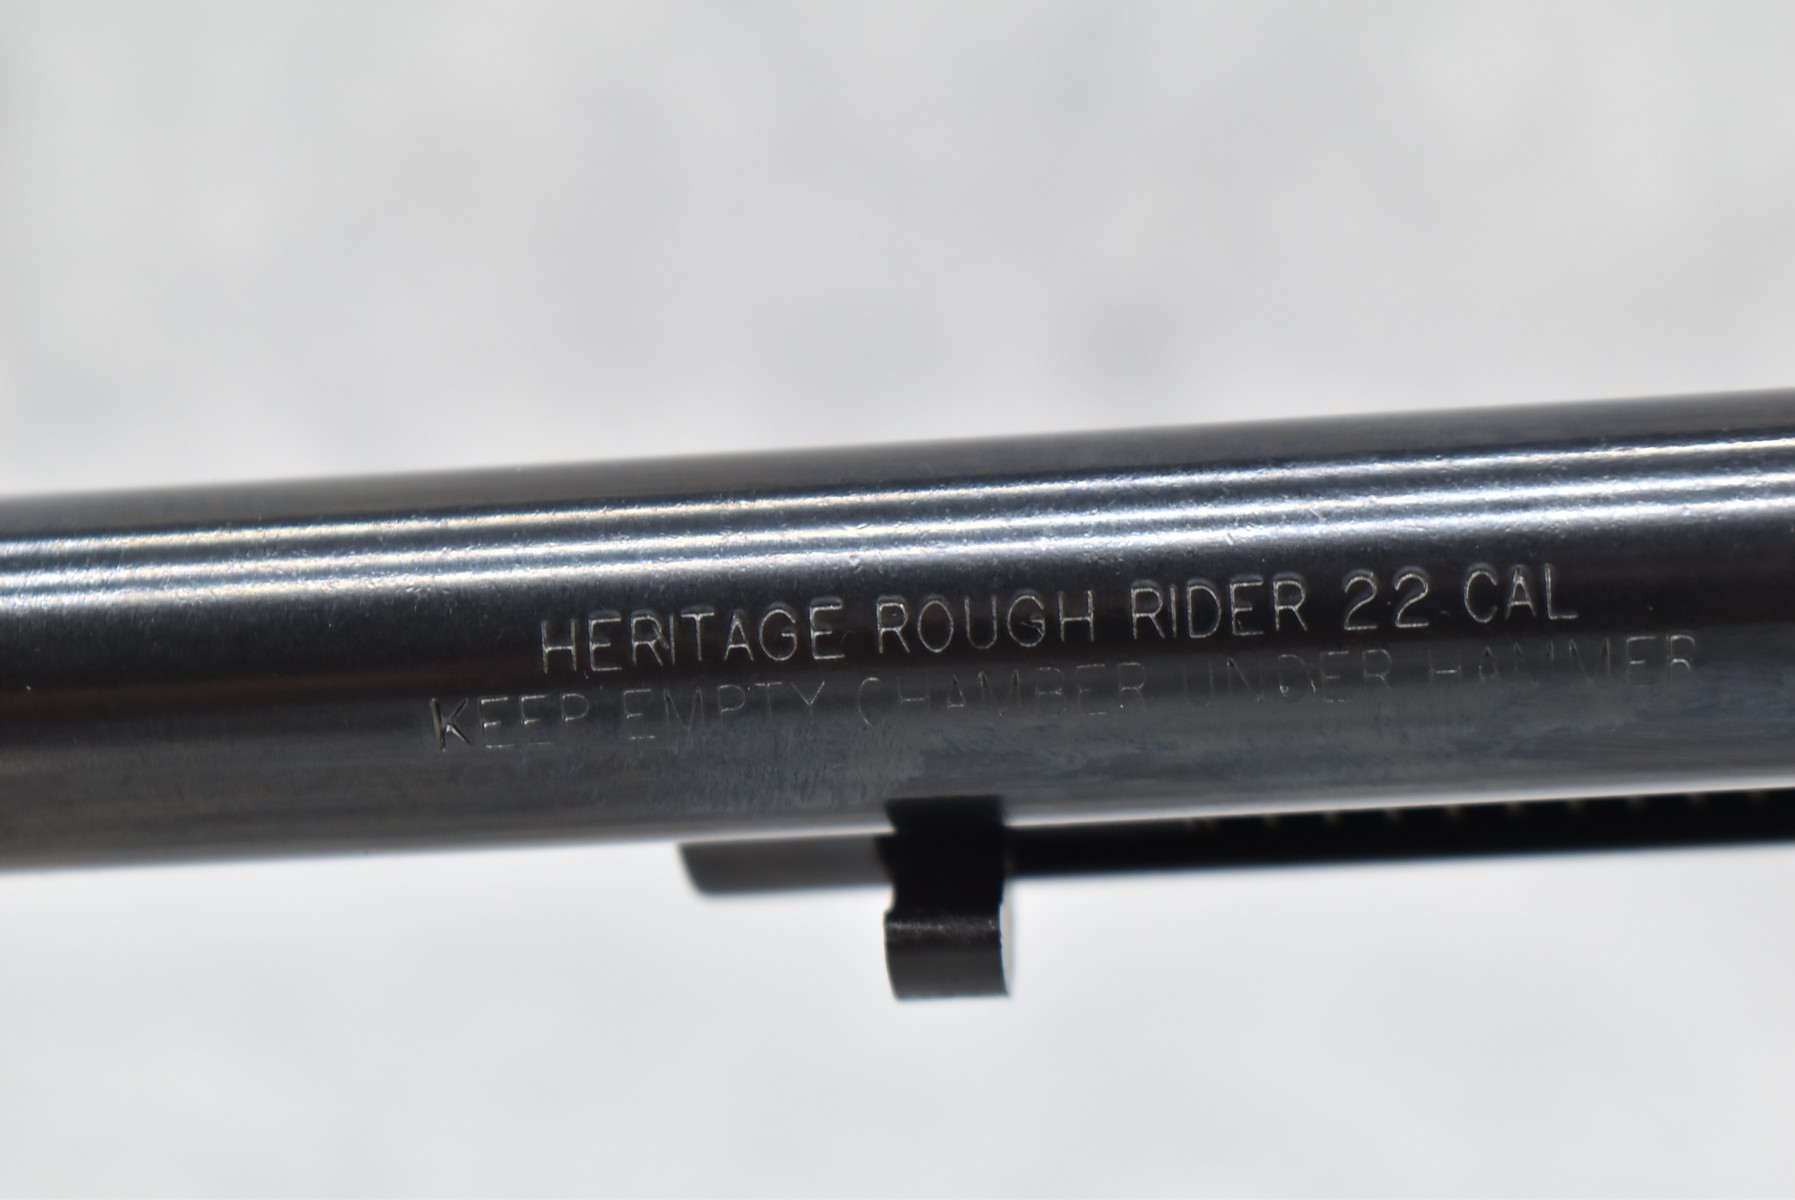 HERITAGE ROUGH RIDER 22 CAL
KEEP EMPTY CHAMBER UNDER HAMMER